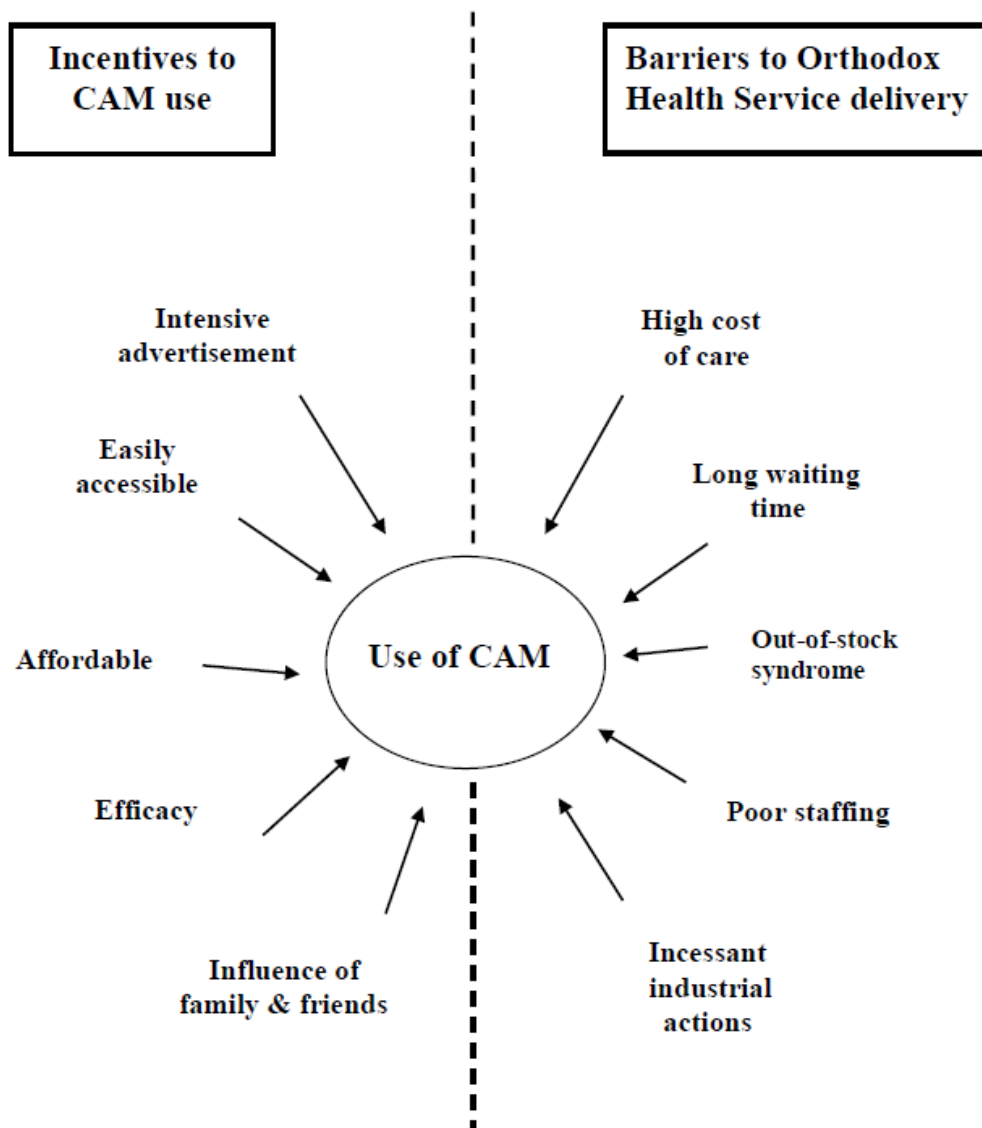 Incentives to
CAM use
Barriers to Orthodox
Health Service delivery
Intensive
advertisement
Easily
accessible
Affordable
Efficacy
Influence of
family & friends
Use of CAM
High cost
of care
Long waiting
time
Out-of-stock
syndrome
Poor staffing
Incessant
industrial
actions